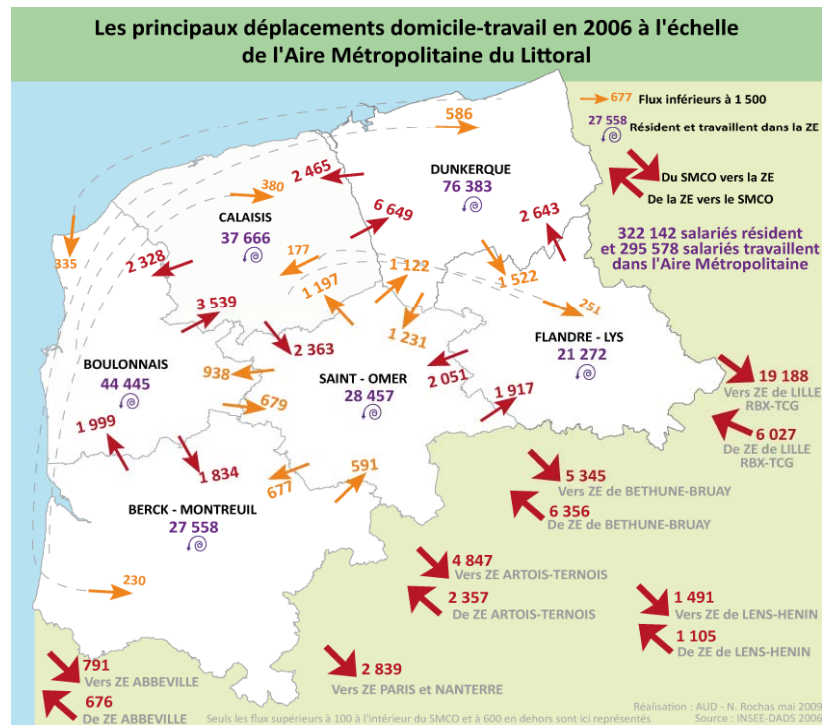 Les principaux déplacements domicile-travail en 2006 à l'échelle
de l'Aire Métropolitaine du Littoral
677
Flux inférieurs à 1 500
27 558
Résident et travaillent dans la ZE
Du SMCO vers la ZE
De la ZE vers le SMCO
322 142 salariés résident
et 295 578 salariés travaillent
dans l'Aire Métropolitaine
586
DUNKERQUE
76 383
2 465
380
CALAISIS
37 666
6 649
2 643
335
2 328
177
1 197
1 122
1 522
251
3 539
1 231
2 363
FLANDRE - LYS
21 272
BOULONNAIS
44 445
938
SAINT - OMER
28 457
2 051
679
1 917
1 999
19 188
Vers ZE de LILLE
RBX-TCG
6 027
De ZE de LILLE
RBX-TCG
1 834
677
591
5 345
Vers ZE de BETHUNE-BRUAY
6 356
De ZE de BETHUNE-BRUAY
BERCK - MONTREUIL
27 558
4 847
Vers ZE ARTOIS-TERNOIS
2 357
De ZE ARTOIS-TERNOIS
1 491
Vers ZE de LENS-HENIN
1 105
De ZE de LENS-HENIN
230
791
Vers ZE ABBEVILLE
676
De ZE ABBEVILLE
2 839
Vers ZE PARIS et NANTERRE
Réalisation : AUD - N. Rochas mai 2009
Seuls les flux supérieurs à 100 à l'intérieur du SMCO et à 600 en dehors sont ici représentés
Source : INSEE-DADS 2006